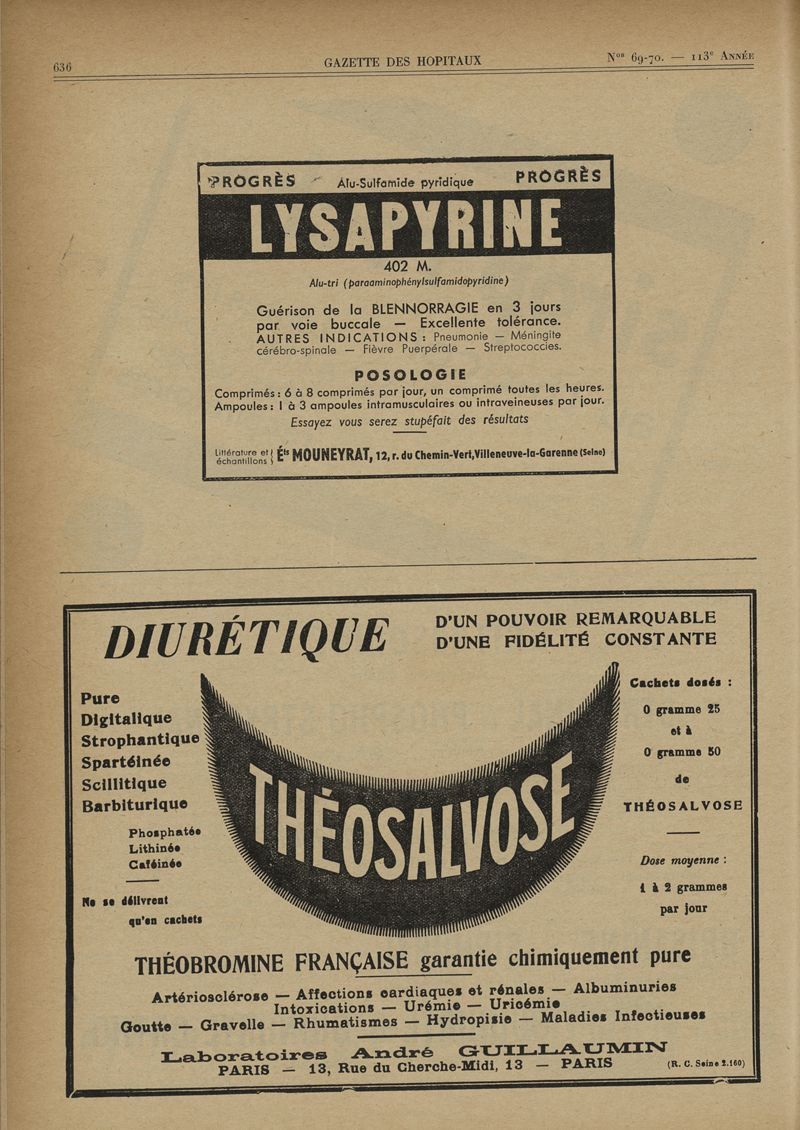 636
GAZETTE DES HOPITAUX
Nos 69-70. — 113e ANNÉE
PROGRÈS
Alu-Sulfamide pyridique
PROGRÈS
LYSAPYRINE
402 M.
Alu-tri (paraaminophénylsulfamidopyridine)
Guérison de la BLENNORRAGIE en 3 jours
par voie buccale — Excellente tolérance.
AUTRES INDICATIONS : Pneumonie — Méningite
cérébro-spinale — Fièvre Puerpérale — Streptococcies.
POSOLOGIE
Comprimés : 6 à 8 comprimés par jour, un comprimé toutes les heures.
Ampoules : 1 à 3 ampoules intramusculaires ou intraveineuses par jour.
Essayez vous serez stupéfait des résultats
Littérature et
échantillons
Éts MOUNEYRAT, 12, r. du Chemin-Vert, Villeneuve-la-Garenne (Seine)
DIURÉTIQUE
D'UN POUVOIR REMARQUABLE
D'UNE FIDÉLITÉ CONSTANTE
Pure
Digitalique
Strophantique
Spartéinée
Scillitique
Barbiturique
Phosphatée
Lithinée
Caféinée
Ne se délivrent
qu'en cachets
THÉOSALVOSE
Cachets dosés :
0 gramme 25
et à
0 gramme 50
de
THÉOSALVOSE
Dose moyenne :
1 à 2 grammes
par jour
THÉOBROMINE FRANÇAISE garantie chimiquement pure
Artériosclérose — Affections cardiaques et rénales — Albuminuries
Intoxications — Urémie — Uricémie
Goutte — Gravelle — Rhumatismes — Hydropisie — Maladies Infectieuses
Laboratoires André GUILLAUMIN
PARIS — 13, Rue du Cherche-Midi, 13 — PARIS
(R. C. Seine 2.160)